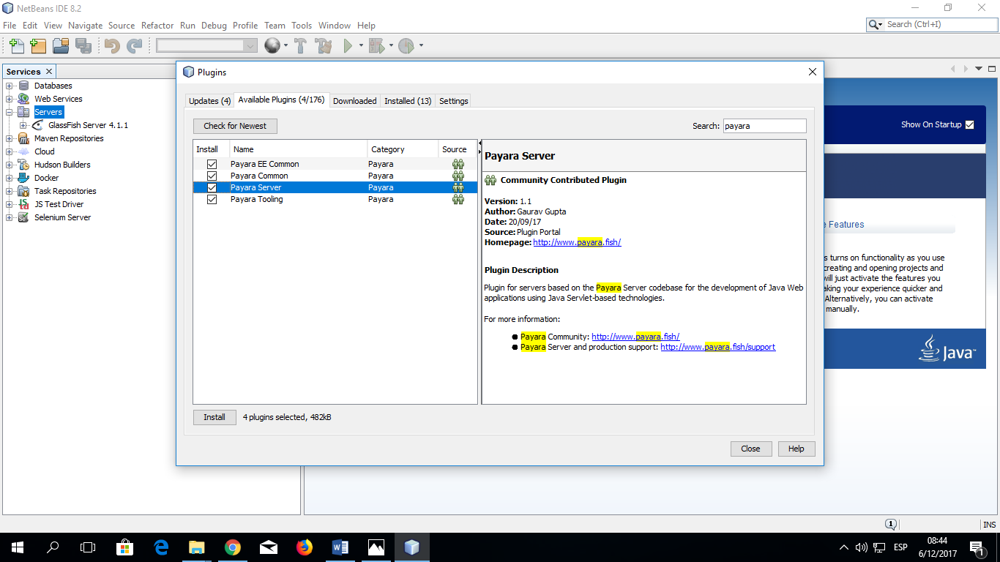 NetBeans IDE 8.2
File Edit View Navigate Source Refactor Run Debug Profile Team Tools Window Help
Search (Ctrl+I)
Services
Databases
Web Services
Servers
GlassFish Server 4.1.1
Maven Repositories
Cloud
Hudson Builders
Docker
Task Repositories
JS Test Driver
Selenium Server
Plugins
Updates (4) Available Plugins (4/176) Downloaded Installed (13) Settings
Check for Newest
Search: payara
Install Name Category Source
Payara EE Common Payara
Payara Common Payara
Payara Server Payara
Payara Tooling Payara
Payara Server
Community Contributed Plugin
Version: 1.1
Author: Gaurav Gupta
Date: 20/09/17
Source: Plugin Portal
Homepage: http://www.payara.fish/
Plugin Description
Plugin for servers based on the Payara Server codebase for the development of Java Web
applications using Java Servlet-based technologies.
For more information:
Payara Community: http://www.payara.fish/
Payara Server and production support: http://www.payara.fish/support
Install 4 plugins selected, 482kB
Close Help
Show On Startup
e Features
s turns on functionality as you use
creating and opening projects and
will just activate the features you
aking your experience quicker and
Alternatively, you can activate
manually.
Java™
1 INS
ESP
08:44
6/12/2017
1